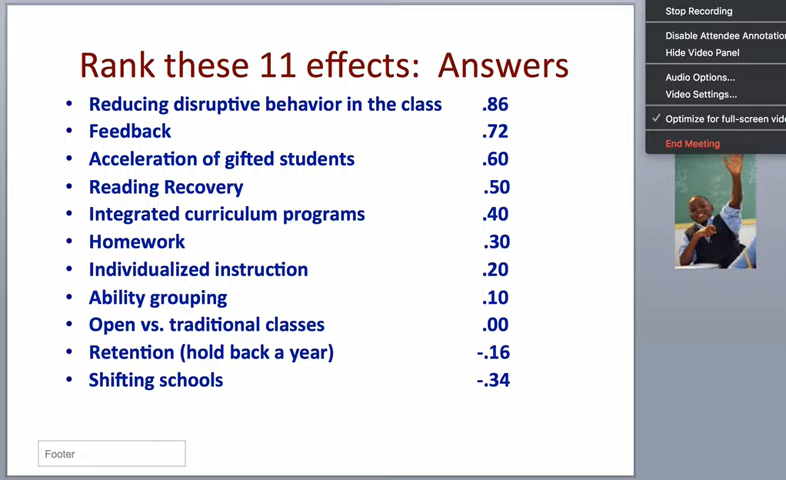 Rank these 11 effects: Answers
• Reducing disruptive behavior in the class .86
• Feedback .72
• Acceleration of gifted students .60
• Reading Recovery .50
• Integrated curriculum programs .40
• Homework .30
• Individualized instruction .20
• Ability grouping .10
• Open vs. traditional classes .00
• Retention (hold back a year) -.16
• Shifting schools -.34
Footer
Stop Recording
Disable Attendee Annotatio
Hide Video Panel
Audio Options...
Video Settings...
✓ Optimize for full-screen vide
End Meeting